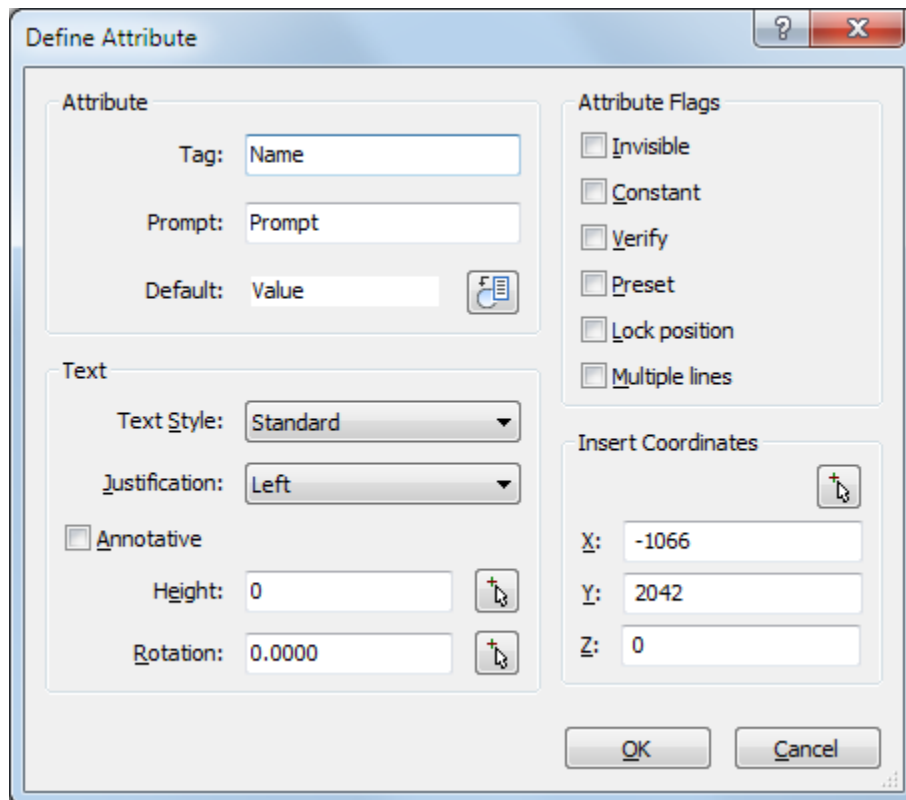 Define Attribute
Attribute
Tag: Name
Prompt: Prompt
Default: Value
Text
Text Style: Standard
Justification: Left
Annotative
Height: 0
Rotation: 0.0000
Attribute Flags
Invisible
Constant
Verify
Preset
Lock position
Multiple lines
Insert Coordinates
X: -1066
Y: 2042
Z: 0
OK Cancel